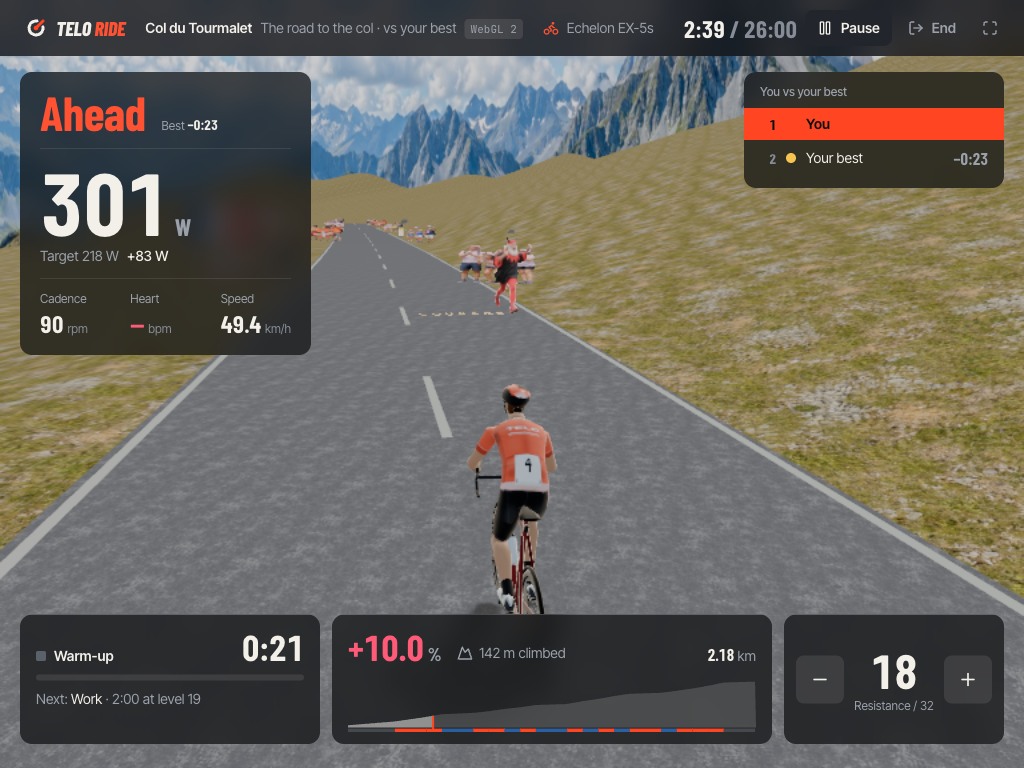 TELO RIDE
Col du Tourmalet The road to the col · vs your best WebGL 2
Echelon EX-5s
2:39 / 26:00
Pause
End
Ahead Best −0:23
301 W
Target 218 W +83 W
Cadence Heart Speed
90 rpm – bpm 49.4 km/h
You vs your best
1 You
2 Your best −0:23
TELO
4
Warm-up 0:21
Next: Work · 2:00 at level 19
+10.0 % 142 m climbed 2.18 km
− 18 +
Resistance / 32